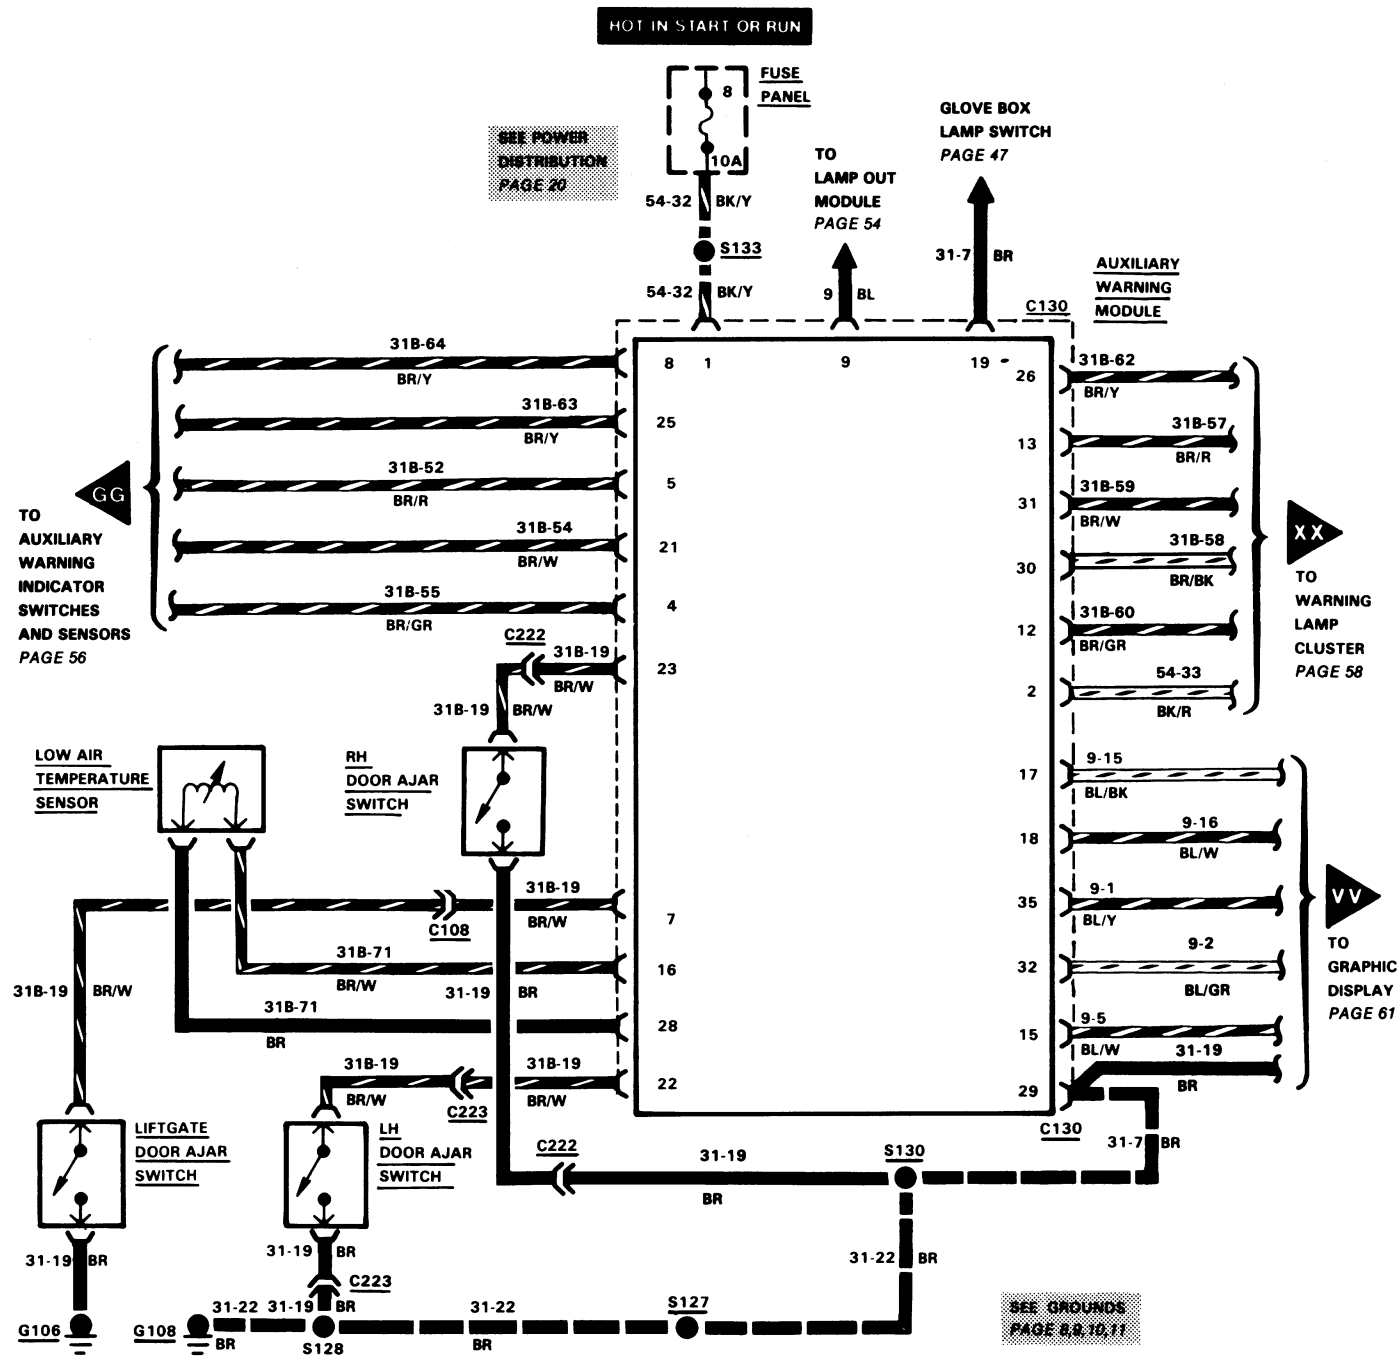 HOT IN START OR RUN
FUSE
PANEL
8
10A
SEE POWER
DISTRIBUTION
PAGE 20
54-32 BK/Y
S133
54-32 BK/Y
TO
LAMP OUT
MODULE
PAGE 54
9 BL
GLOVE BOX
LAMP SWITCH
PAGE 47
31-7 BR
AUXILIARY
WARNING
MODULE
C130
8 1 9 19
31B-64
BR/Y
31B-63
BR/Y
25
31B-52
BR/R
5
31B-54
BR/W
21
31B-55
BR/GR
4
GG
TO
AUXILIARY
WARNING
INDICATOR
SWITCHES
AND SENSORS
PAGE 56
C222
31B-19
BR/W
23
31B-19 BR/W
RH
DOOR AJAR
SWITCH
LOW AIR
TEMPERATURE
SENSOR
31B-19
BR/W
7
C108
31B-71
BR/W
16
31B-19 BR/W
31-19 BR
31B-71
BR
28
31B-19
BR/W
C223
31B-19
BR/W
22
26
31B-62
BR/Y
13
31B-57
BR/R
31
31B-59
BR/W
30
31B-58
BR/BK
12
31B-60
BR/GR
2
54-33
BK/R
XX
TO
WARNING
LAMP
CLUSTER
PAGE 58
17
9-15
BL/BK
18
9-16
BL/W
35
9-1
BL/Y
32
9-2
BL/GR
15
9-5
BL/W
31-19
BR
29
VV
TO
GRAPHIC
DISPLAY
PAGE 61
C130
31-7 BR
LIFTGATE
DOOR AJAR
SWITCH
LH
DOOR AJAR
SWITCH
C222
31-19
BR
S130
31-22 BR
31-19 BR
31-19 BR
C223
G106
G108
31-22
BR
31-19 BR
S128
31-22
BR
S127
SEE GROUNDS
PAGE 8,9,10,11